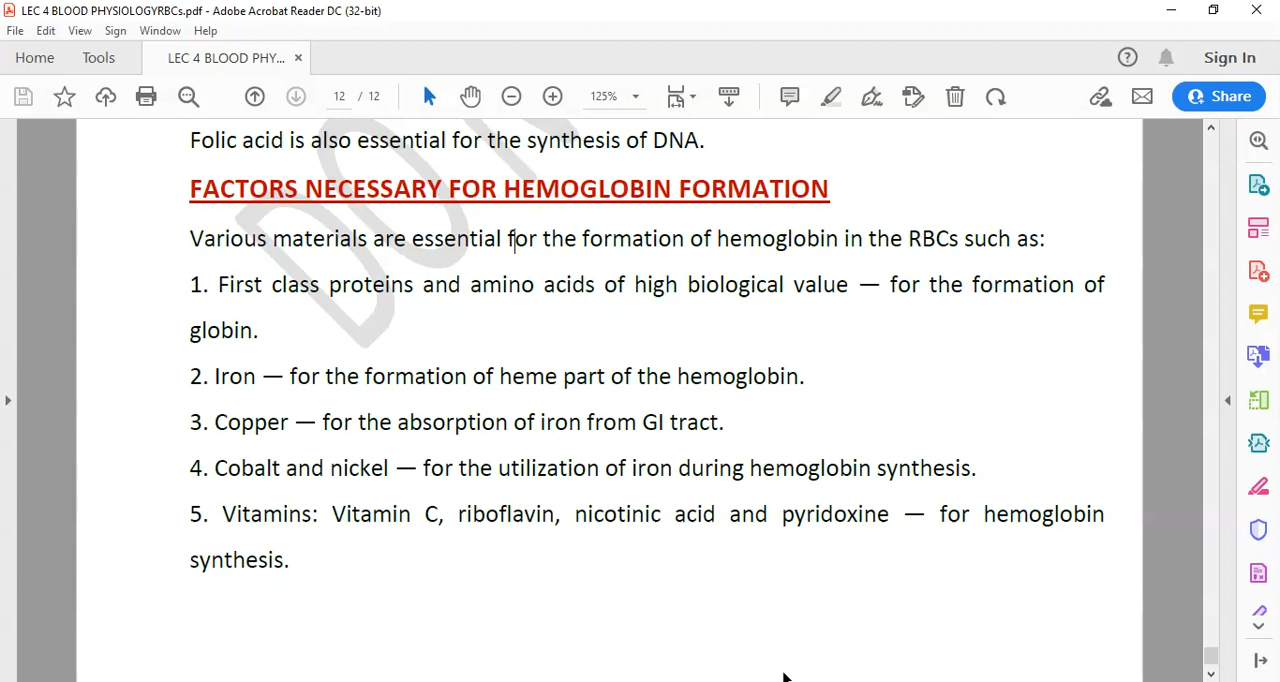 LEC 4 BLOOD PHYSIOLOGYRBCs.pdf - Adobe Acrobat Reader DC (32-bit)
File Edit View Sign Window Help
Home Tools LEC 4 BLOOD PHY... × Sign In
12 / 12 125% Share
Folic acid is also essential for the synthesis of DNA.
FACTORS NECESSARY FOR HEMOGLOBIN FORMATION
Various materials are essential for the formation of hemoglobin in the RBCs such as:
1. First class proteins and amino acids of high biological value — for the formation of
globin.
2. Iron — for the formation of heme part of the hemoglobin.
3. Copper — for the absorption of iron from GI tract.
4. Cobalt and nickel — for the utilization of iron during hemoglobin synthesis.
5. Vitamins: Vitamin C, riboflavin, nicotinic acid and pyridoxine — for hemoglobin
synthesis.
DO